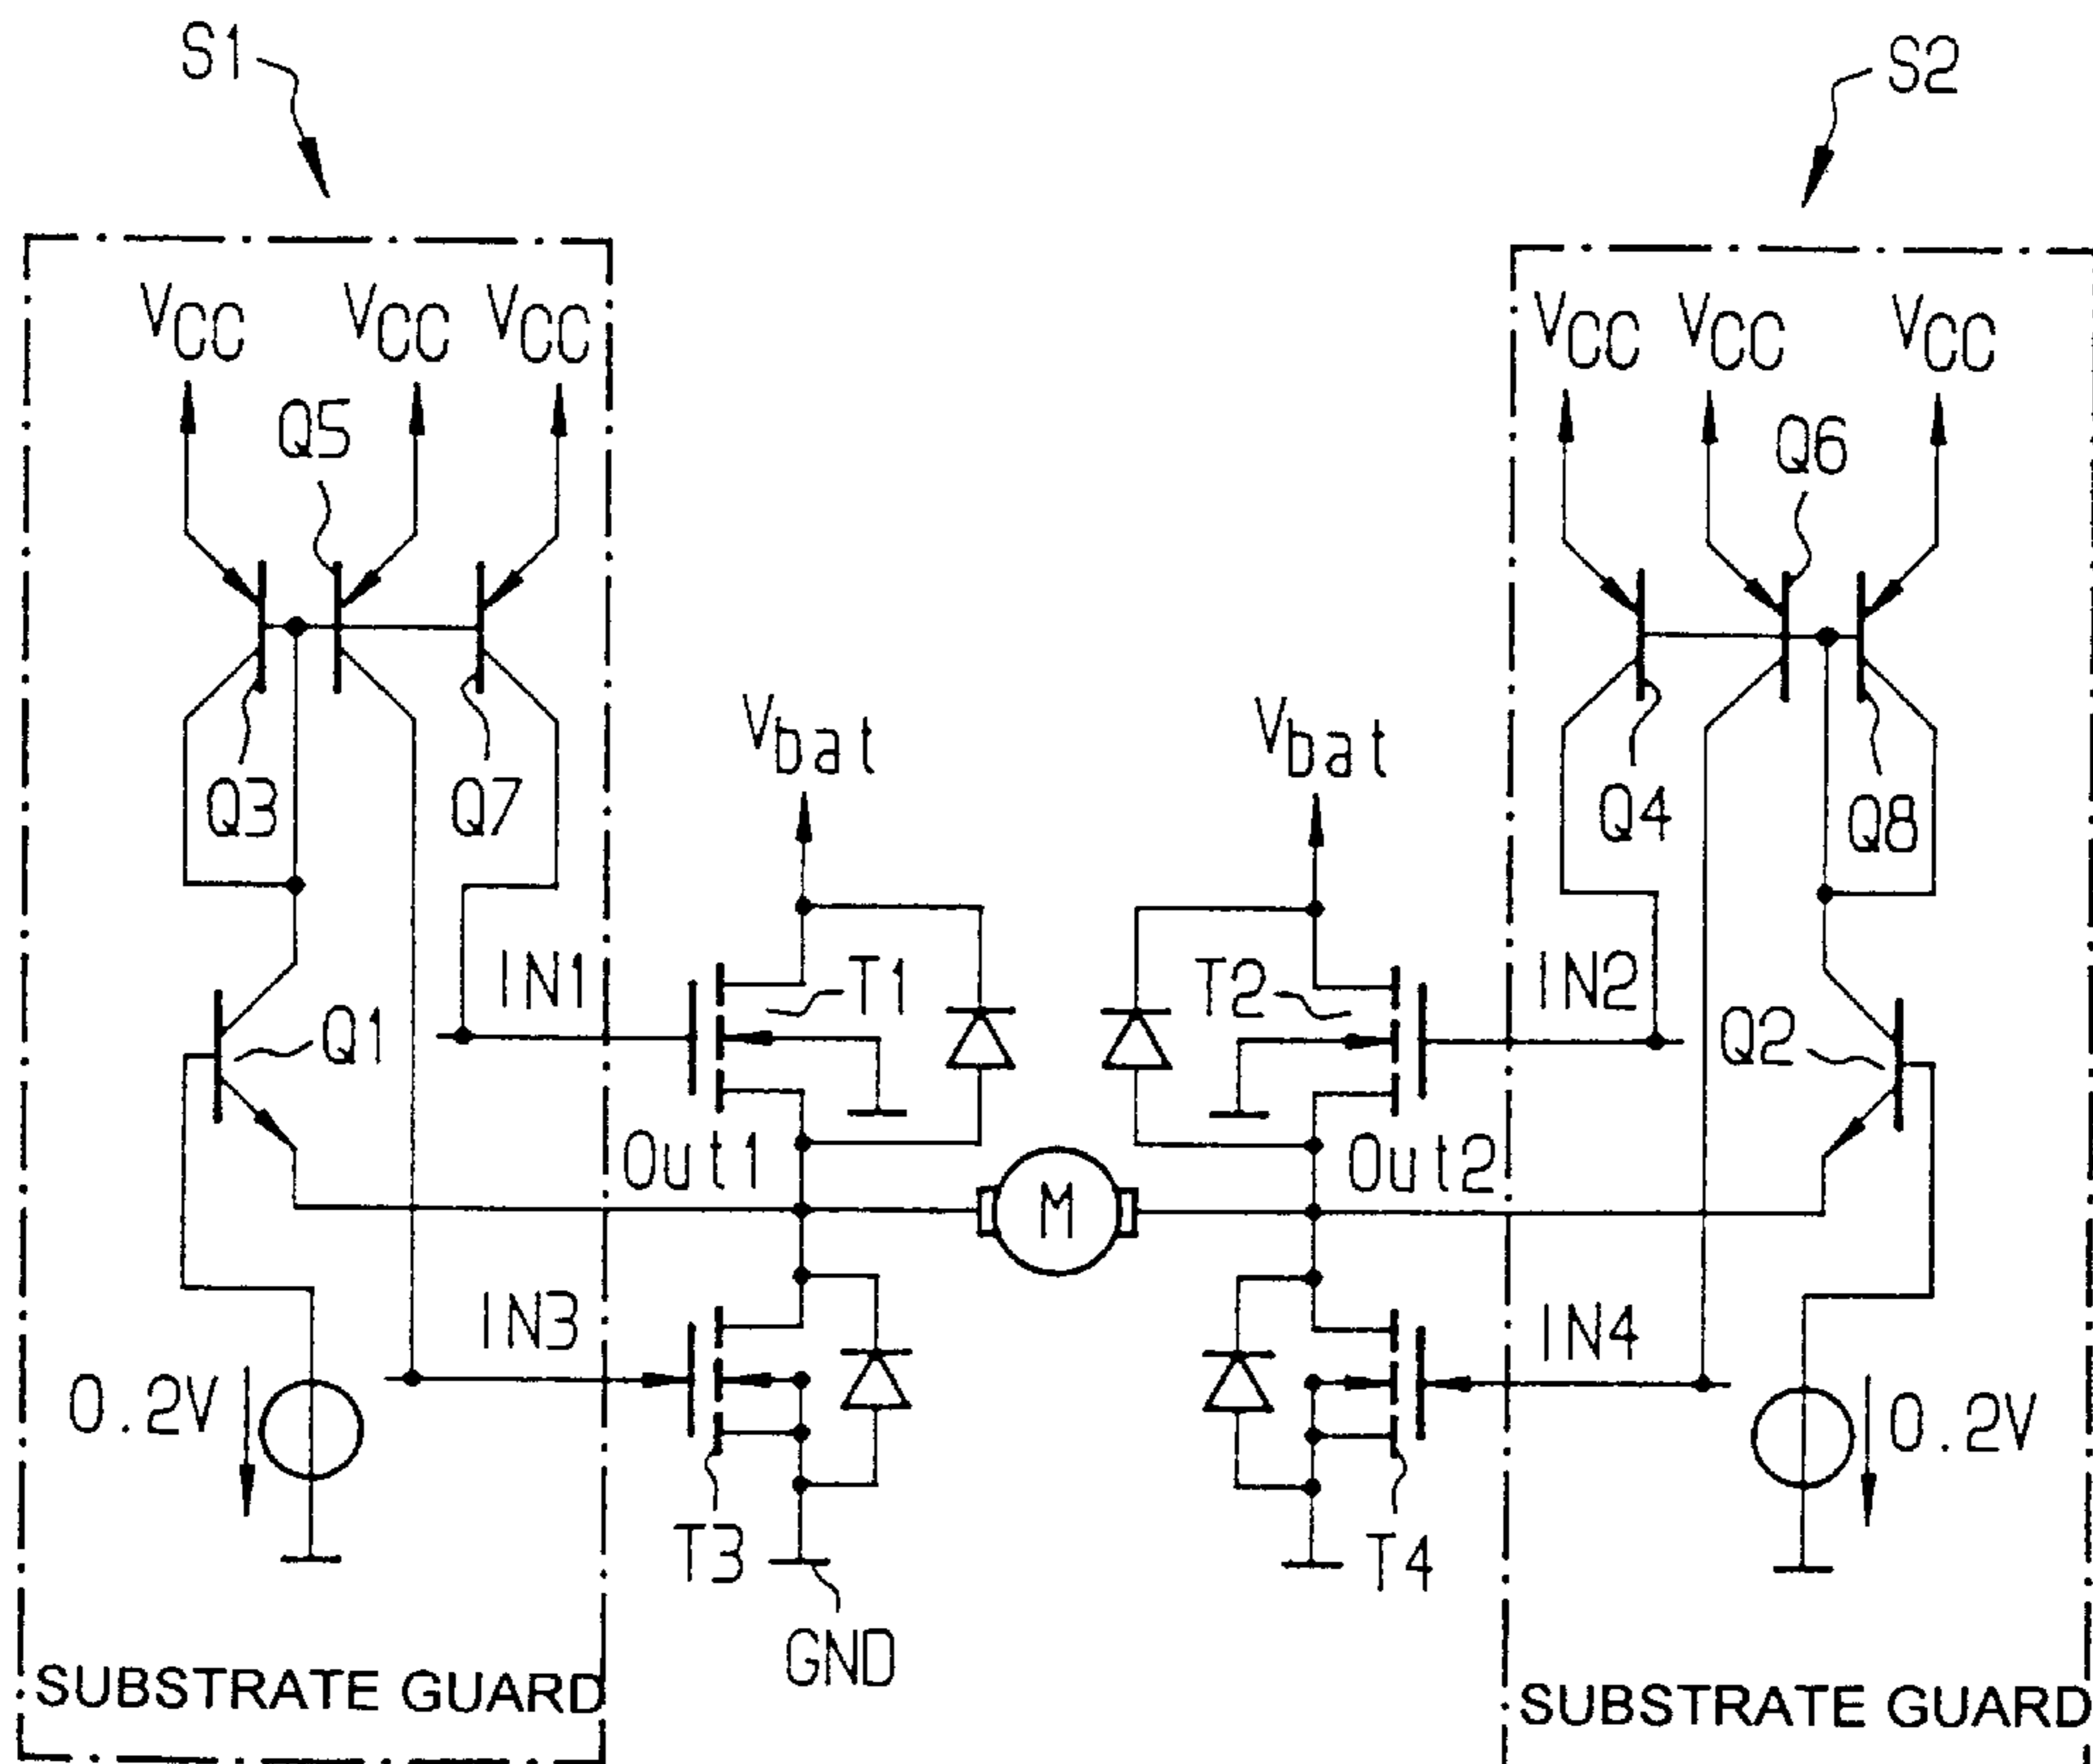 S1
S2
VCC VCC VCC
VCC VCC VCC
Q5
Q6
Vbat
Vbat
Q3
Q7
Q4
Q8
IN1
T1
T2
IN2
Q1
Q2
Out1
M
Out2
IN3
IN4
0.2V
0.2V
T3
T4
GND
SUBSTRATE GUARD
SUBSTRATE GUARD